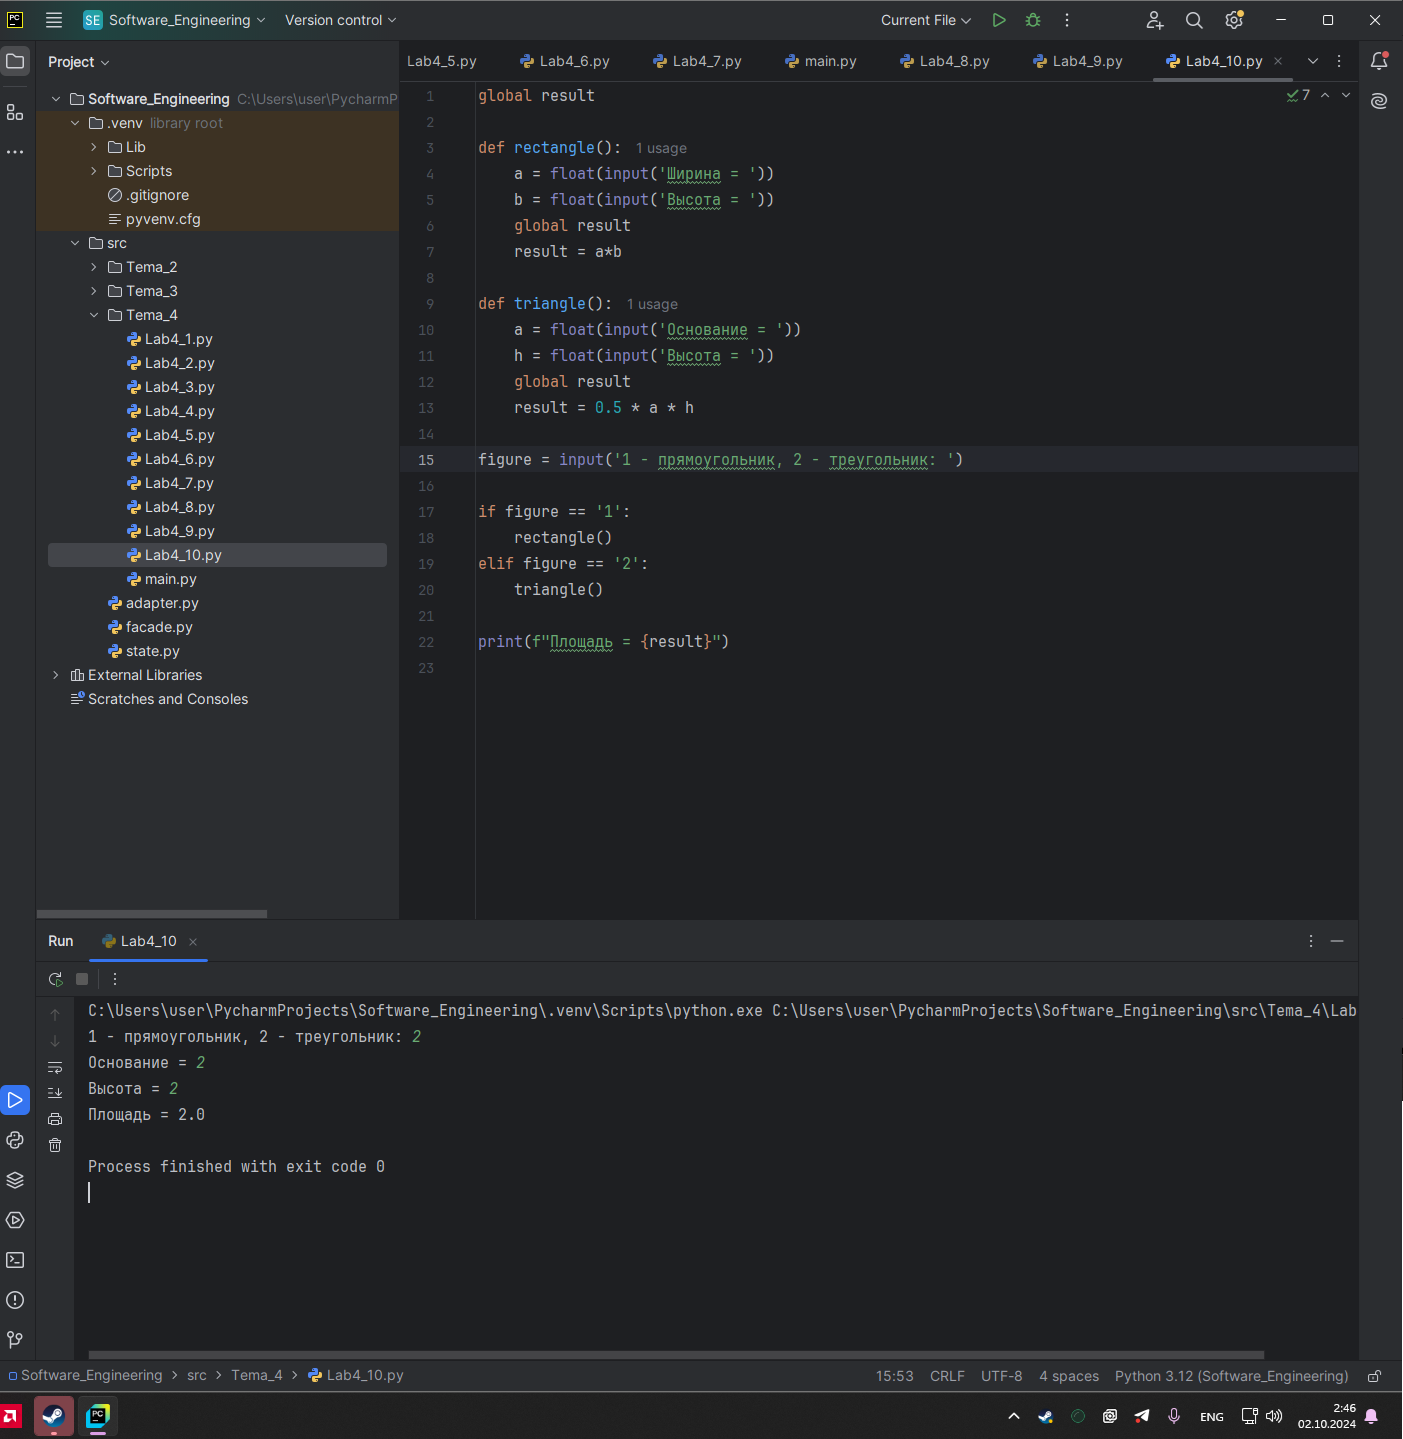 SE Software_Engineering Version control Current File
Project
Lab4_5.py Lab4_6.py Lab4_7.py main.py Lab4_8.py Lab4_9.py Lab4_10.py
Software_Engineering C:\Users\user\PycharmP
.venv library root
Lib
Scripts
.gitignore
pyvenv.cfg
src
Tema_2
Tema_3
Tema_4
Lab4_1.py
Lab4_2.py
Lab4_3.py
Lab4_4.py
Lab4_5.py
Lab4_6.py
Lab4_7.py
Lab4_8.py
Lab4_9.py
Lab4_10.py
main.py
adapter.py
facade.py
state.py
External Libraries
Scratches and Consoles
7
1 global result
2
3 def rectangle(): 1 usage
4 a = float(input('Ширина = '))
5 b = float(input('Высота = '))
6 global result
7 result = a*b
8
9 def triangle(): 1 usage
10 a = float(input('Основание = '))
11 h = float(input('Высота = '))
12 global result
13 result = 0.5 * a * h
14
15 figure = input('1 - прямоугольник, 2 - треугольник: ')
16
17 if figure == '1':
18 rectangle()
19 elif figure == '2':
20 triangle()
21
22 print(f"Площадь = {result}")
23
Run Lab4_10
C:\Users\user\PycharmProjects\Software_Engineering\.venv\Scripts\python.exe C:\Users\user\PycharmProjects\Software_Engineering\src\Tema_4\Lab
1 - прямоугольник, 2 - треугольник: 2
Основание = 2
Высота = 2
Площадь = 2.0
Process finished with exit code 0
Software_Engineering > src > Tema_4 > Lab4_10.py 15:53 CRLF UTF-8 4 spaces Python 3.12 (Software_Engineering)
PC ENG 2:46
02.10.2024